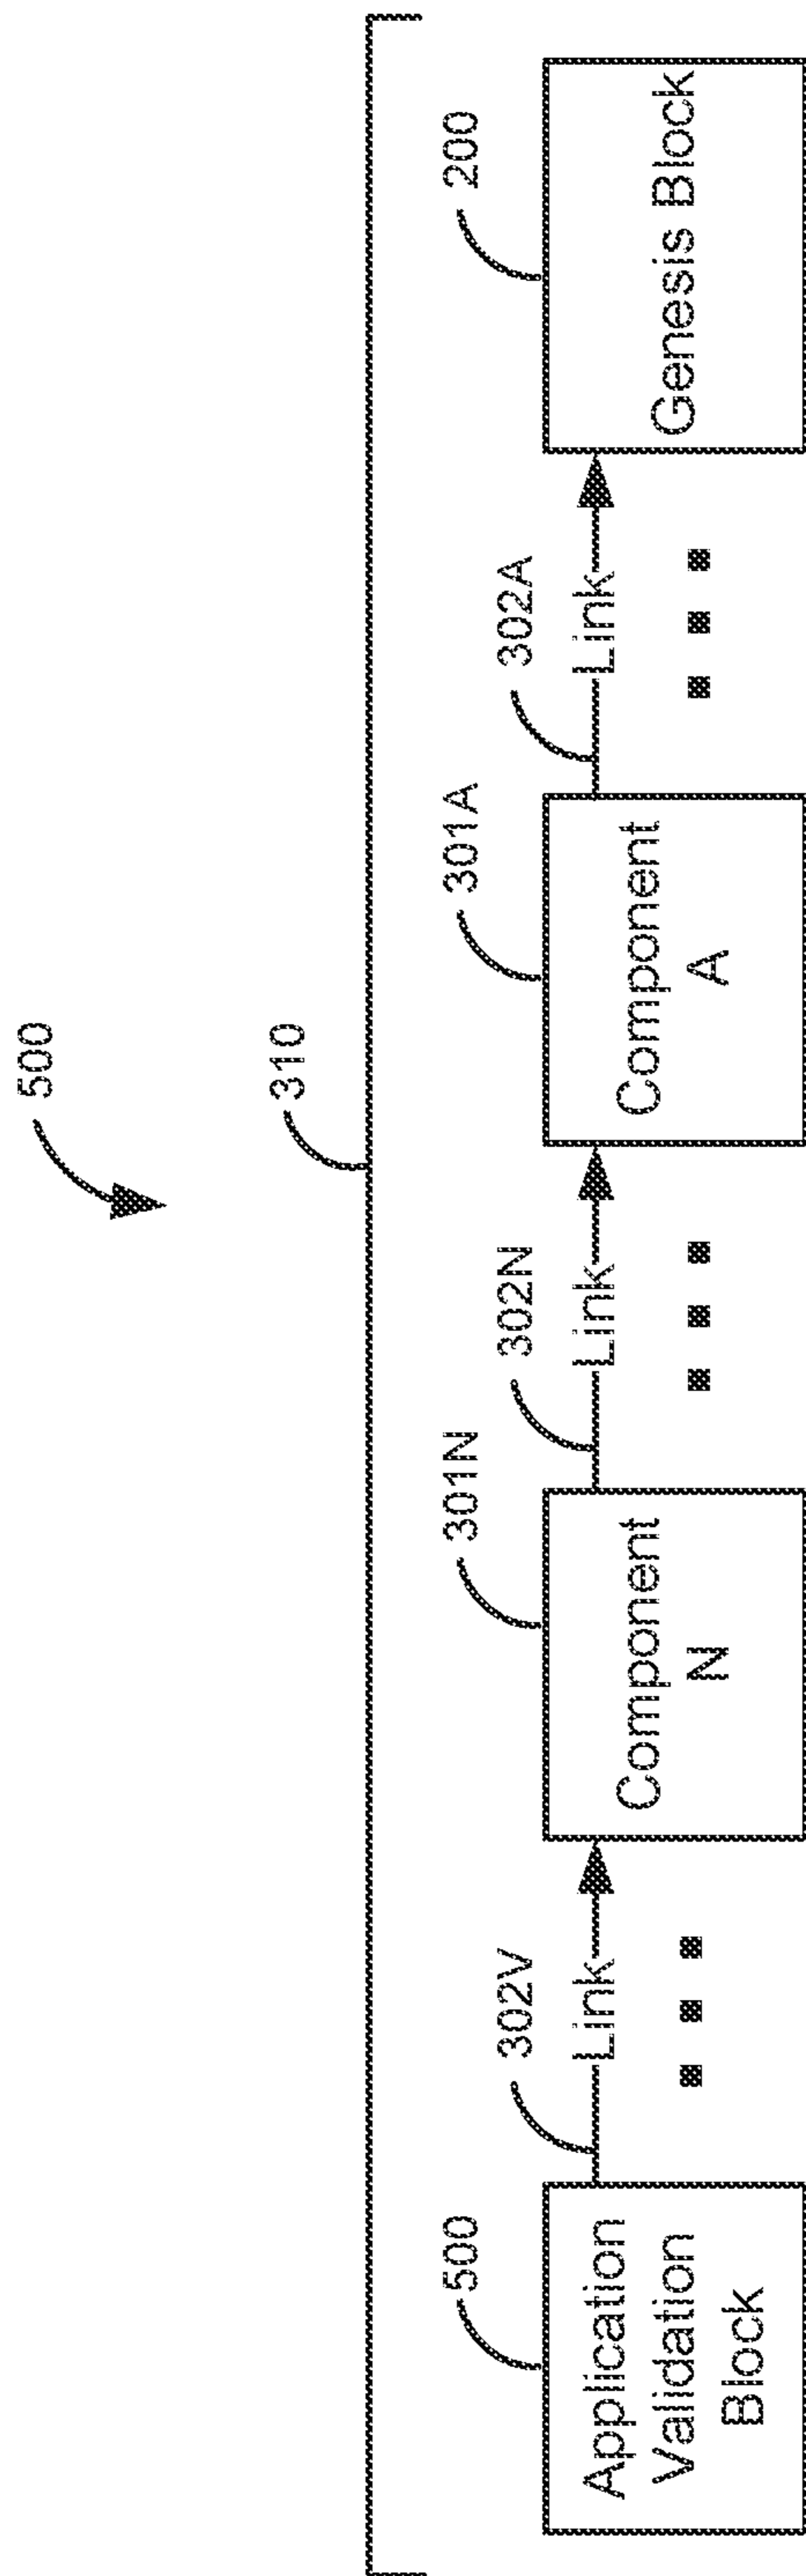 500
310
500
302V
301N
302N
301A
302A
200
Application
Validation
Block
Link
Component
N
Link
Component
A
Link
Genesis Block